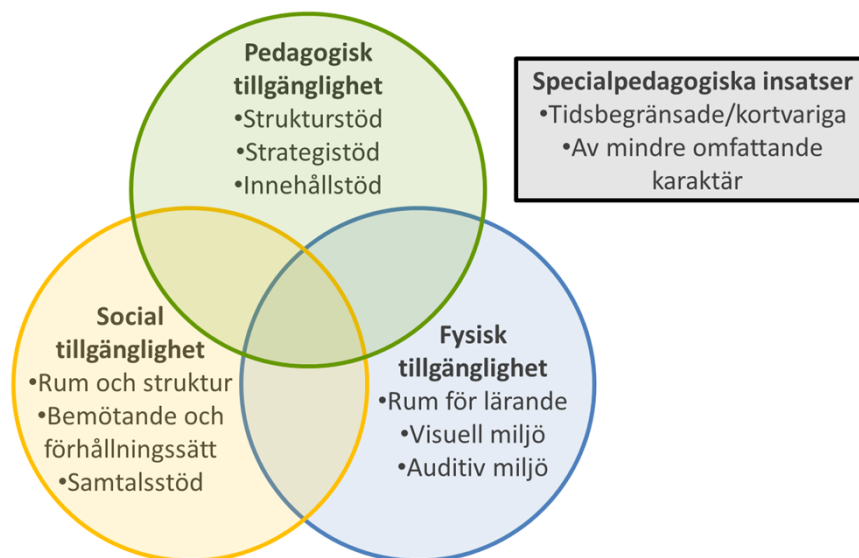 Pedagogisk
tillgänglighet
•Strukturstöd
•Strategistöd
•Innehållstöd
Specialpedagogiska insatser
•Tidsbegränsade/kortvariga
•Av mindre omfattande
karaktär
Social
tillgänglighet
•Rum och struktur
•Bemötande och
förhållningssätt
•Samtalsstöd
Fysisk
tillgänglighet
•Rum för lärande
•Visuell miljö
•Auditiv miljö